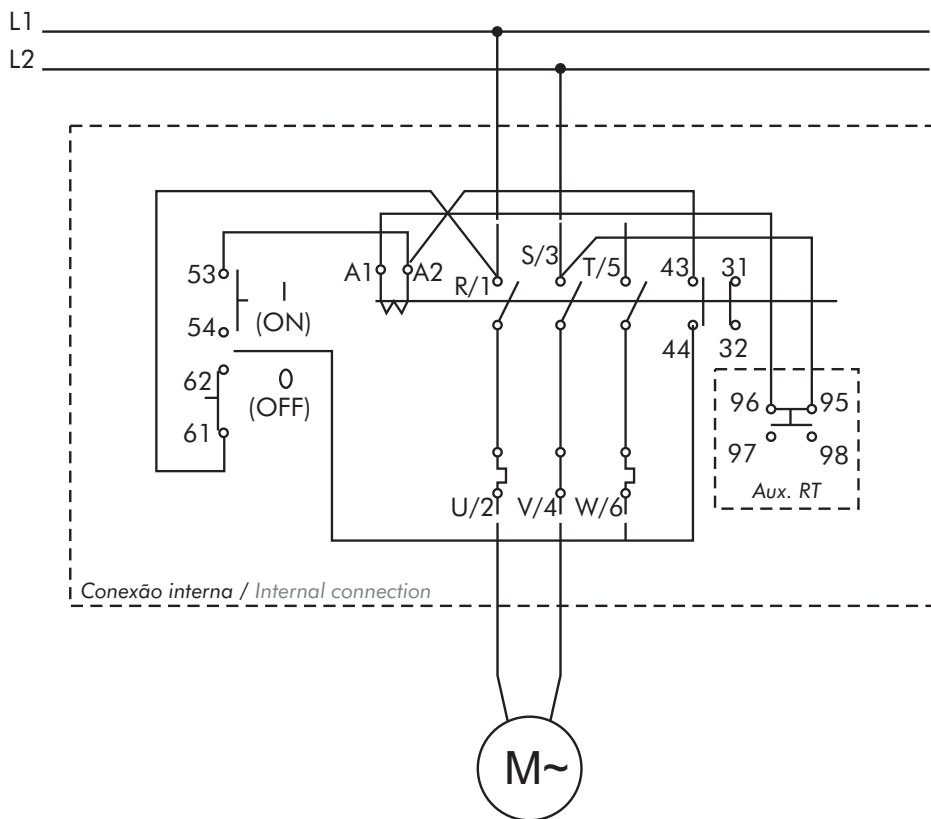 L1
L2
S/3
53
A1
A2
R/1
T/5
43
31
I
(ON)
54
44
32
62
0
(OFF)
61
96
95
97
98
U/2
V/4
W/6
Aux. RT
Conexão interna / Internal connection
M~